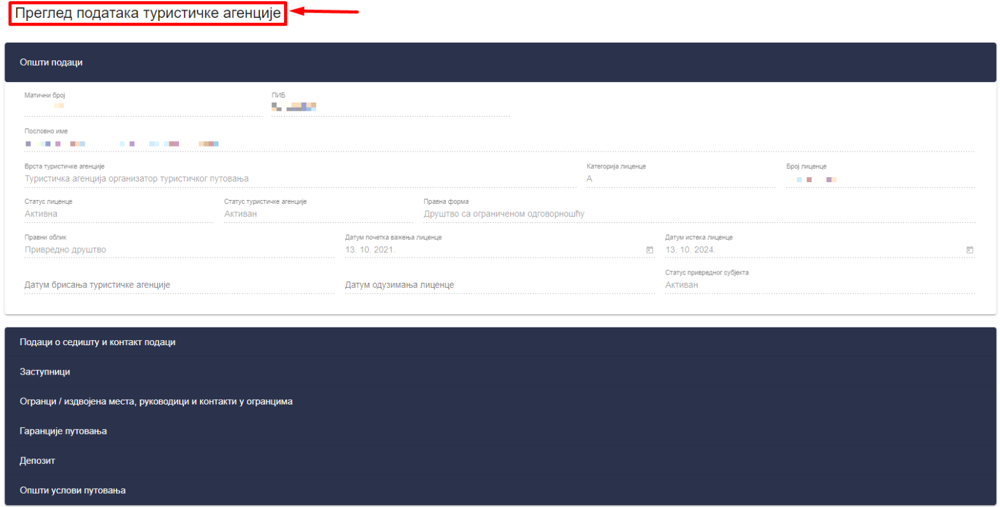 Преглед података туристичке агенције
Општи подаци
Матични број ПИБ
Пословно име
Врста туристичке агенције Категорија лиценце Број лиценце
Туристичка агенција организатор туристичког путовања А
Статус лиценце Статус туристичке агенције Правна форма
Активна Активан Друштво са ограниченом одговорношћу
Правни облик Датум почетка важења лиценце Датум истека лиценце
Привредно друштво 13. 10. 2021. 13. 10. 2024.
Статус привредног субјекта
Датум брисања туристичке агенције Датум одузимања лиценце Активан
Подаци о седишту и контакт подаци
Заступници
Огранци / издвојена места, руководици и контакти у огранцима
Гаранције путовања
Депозит
Општи услови путовања